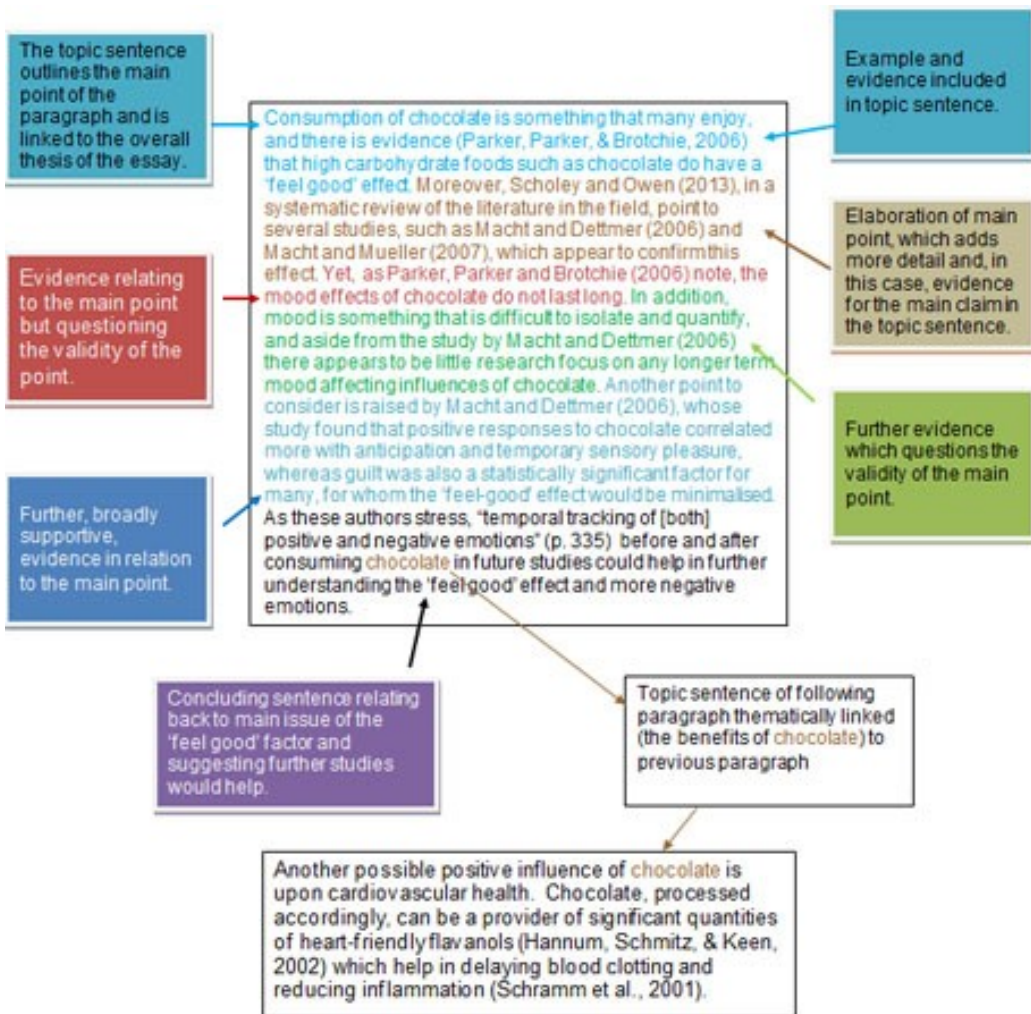 The topic sentence
outlines the main
point of the
paragraph and is
linked to the overall
thesis of the essay.
Example and
evidence included
in topic sentence.
Consumption of chocolate is something that many enjoy,
and there is evidence (Parker, Parker, & Brotchie, 2006)
that high carbohydrate foods such as chocolate do have a
'feel good' effect. Moreover, Scholey and Owen (2013), in a
systematic review of the literature in the field, point to
several studies, such as Macht and Dettmer (2006) and
Macht and Mueller (2007), which appear to confirm this
effect. Yet, as Parker, Parker and Brotchie (2006) note, the
mood effects of chocolate do not last long. In addition,
mood is something that is difficult to isolate and quantify,
and aside from the study by Macht and Dettmer (2006)
there appears to be little research focus on any longer term
mood affecting influences of chocolate. Another point to
consider is raised by Macht and Dettmer (2006), whose
study found that positive responses to chocolate correlated
more with anticipation and temporary sensory pleasure,
whereas guilt was also a statistically significant factor for
many, for whom the 'feel-good' effect would be minimalised.
As these authors stress, "temporal tracking of [both]
positive and negative emotions" (p. 335) before and after
consuming chocolate in future studies could help in further
understanding the 'feel good' effect and more negative
emotions.
Elaboration of main
point, which adds
more detail and, in
this case, evidence
for the main claim in
the topic sentence.
Evidence relating
to the main point
but questioning
the validity of the
point.
Further evidence
which questions the
validity of the main
point.
Further, broadly
supportive,
evidence in relation
to the main point.
Concluding sentence relating
back to main issue of the
'feel good' factor and
suggesting further studies
would help.
Topic sentence of following
paragraph thematically linked
(the benefits of chocolate) to
previous paragraph
Another possible positive influence of chocolate is
upon cardiovascular health. Chocolate, processed
accordingly, can be a provider of significant quantities
of heart-friendly flavanols (Hannum, Schmitz, & Keen,
2002) which help in delaying blood clotting and
reducing inflammation (Schramm et al., 2001).